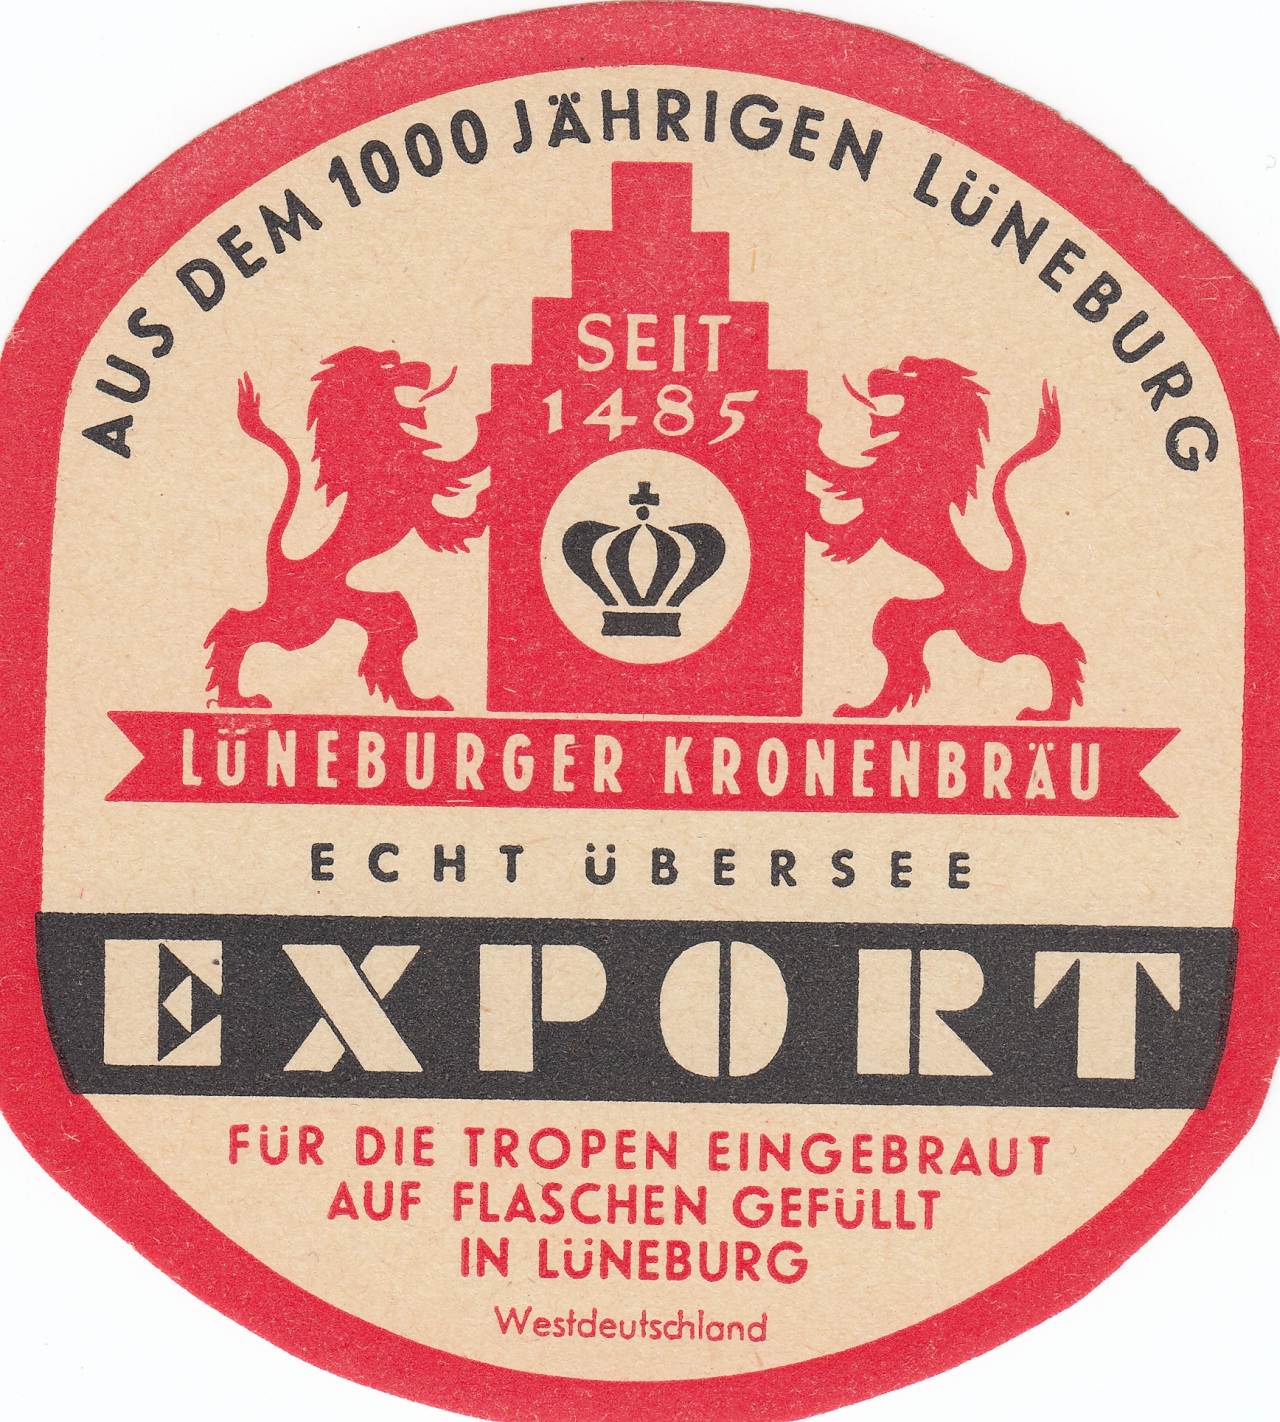 AUS DEM 1000 JÄHRIGEN LÜNEBURG
SEIT
1485
LÜNEBURGER KRONENBRÄU
ECHT ÜBERSEE
EXPORT
FÜR DIE TROPEN EINGEBRAUT
AUF FLASCHEN GEFÜLLT
IN LÜNEBURG
Westdeutschland